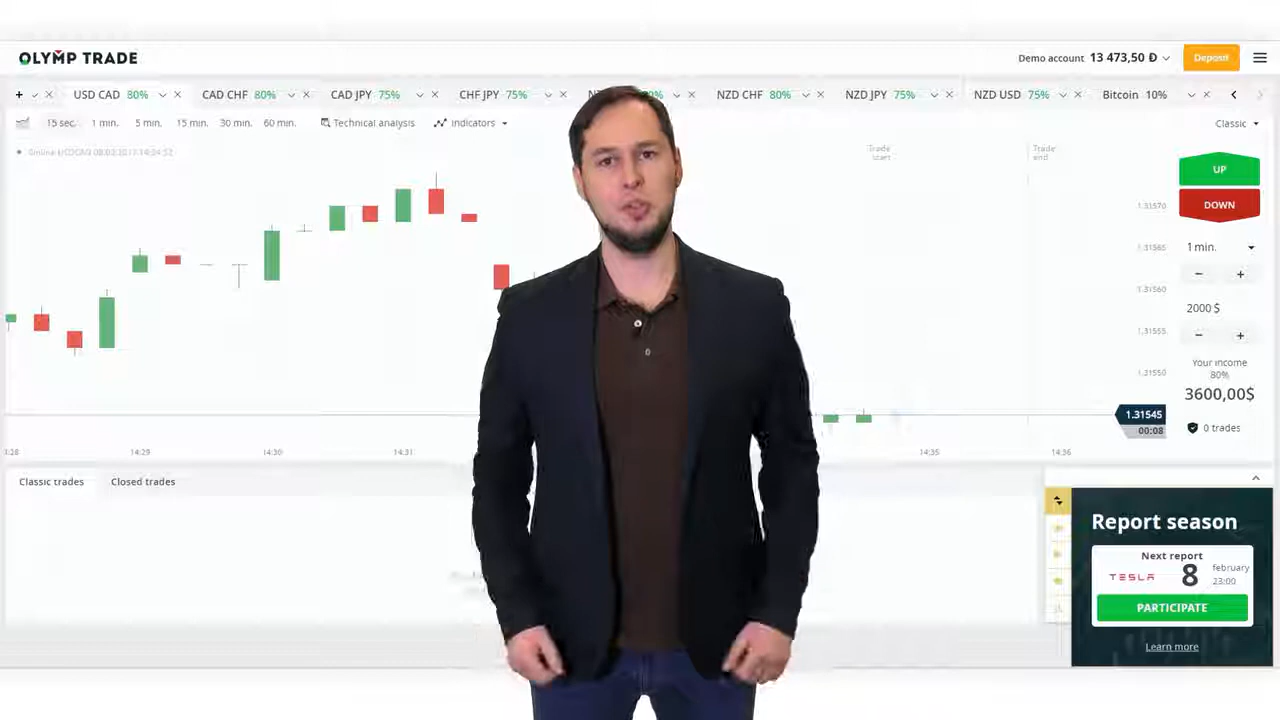 OLYMP TRADE
Demo account 13 473,50 Đ
Deposit
USD CAD 80%
CAD CHF 80%
CAD JPY 75%
CHF JPY 75%
NZD CHF 80%
NZD JPY 75%
NZD USD 75%
Bitcoin 10%
15 sec. 1 min. 5 min. 15 min. 30 min. 60 min. Technical analysis Indicators
Classic
Trade start
Trade end
UP
DOWN
1 min.
2000 $
Your income
80%
3600,00$
0 trades
1.31570
1.31565
1.31560
1.31555
1.31550
1.31545
00:08
14:29 14:30 14:31 14:35 14:36
Classic trades Closed trades
Report season
Next report
TESLA 8 february
23:00
PARTICIPATE
Learn more